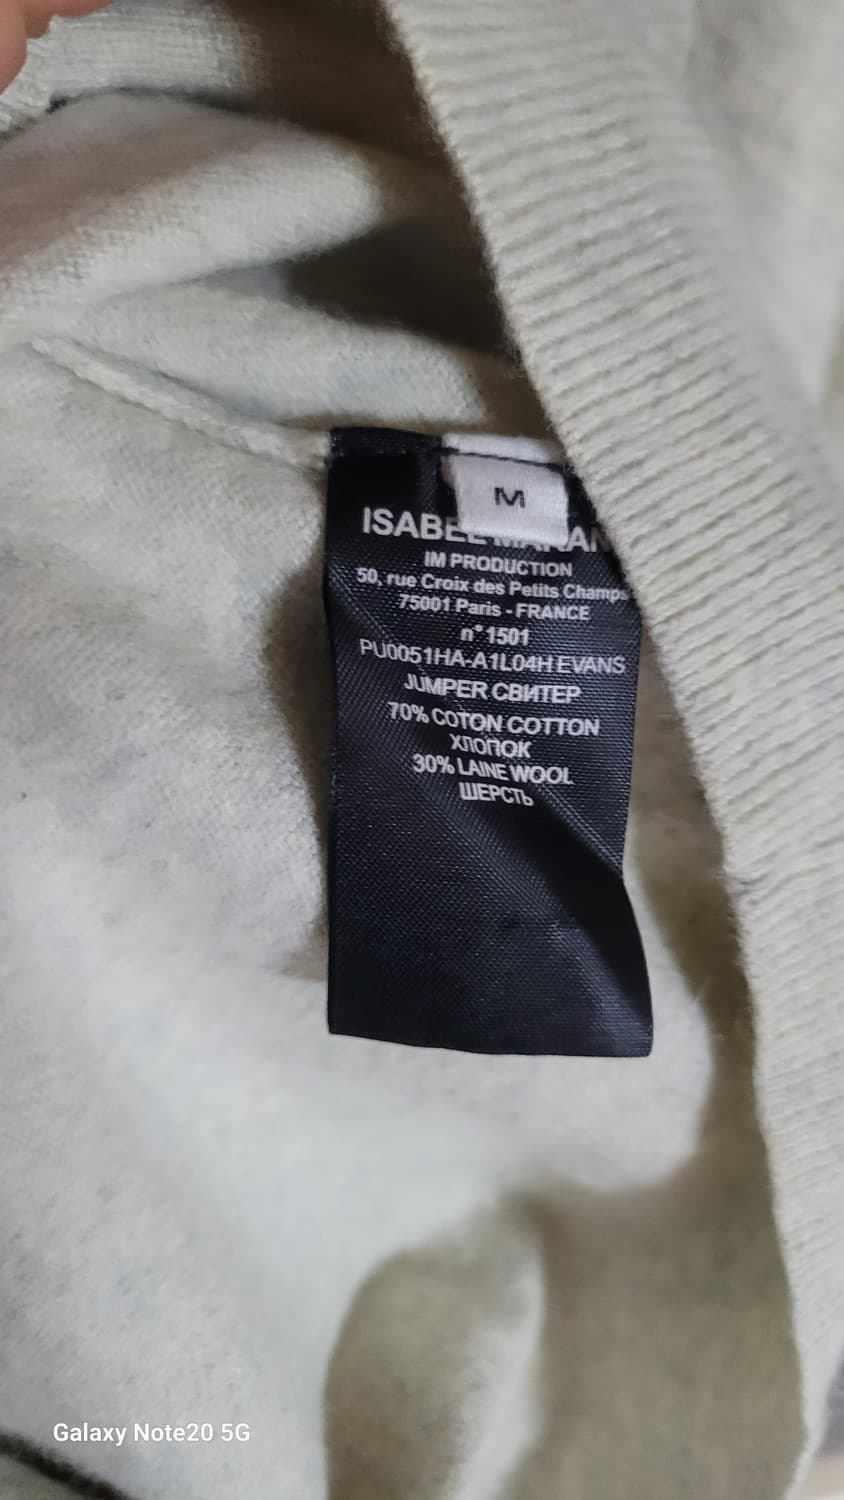 M
ISABEL MARAN
IM PRODUCTION
50, rue Croix des Petits Champs
75001 Paris - FRANCE
n°1501
PU0051HA-A1L04H EVANS
JUMPER СВИТЕР
70% COTON COTTON
ХЛОПОК
30% LAINE WOOL
ШЕРСТЬ
Galaxy Note20 5G